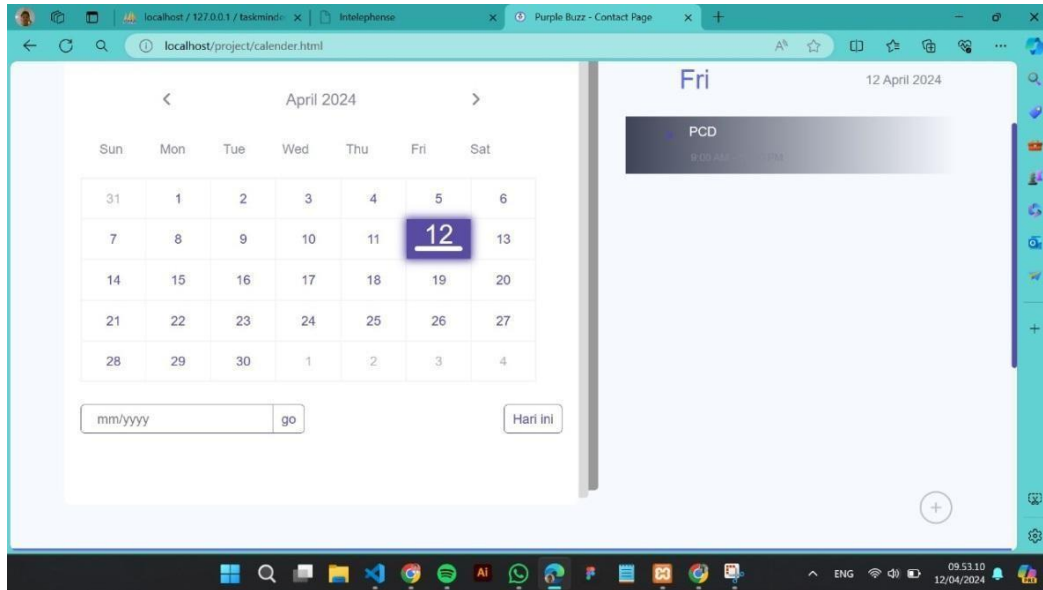 localhost / 127.0.0.1 / taskminde
Intelephense
Purple Buzz - Contact Page
localhost/project/calender.html
April 2024
Sun Mon Tue Wed Thu Fri Sat
31 1 2 3 4 5 6
7 8 9 10 11 12 13
14 15 16 17 18 19 20
21 22 23 24 25 26 27
28 29 30 1 2 3 4
mm/yyyy go Hari ini
Fri 12 April 2024
PCD
9:00 AM
ENG
09.53.10
12/04/2024
Ai